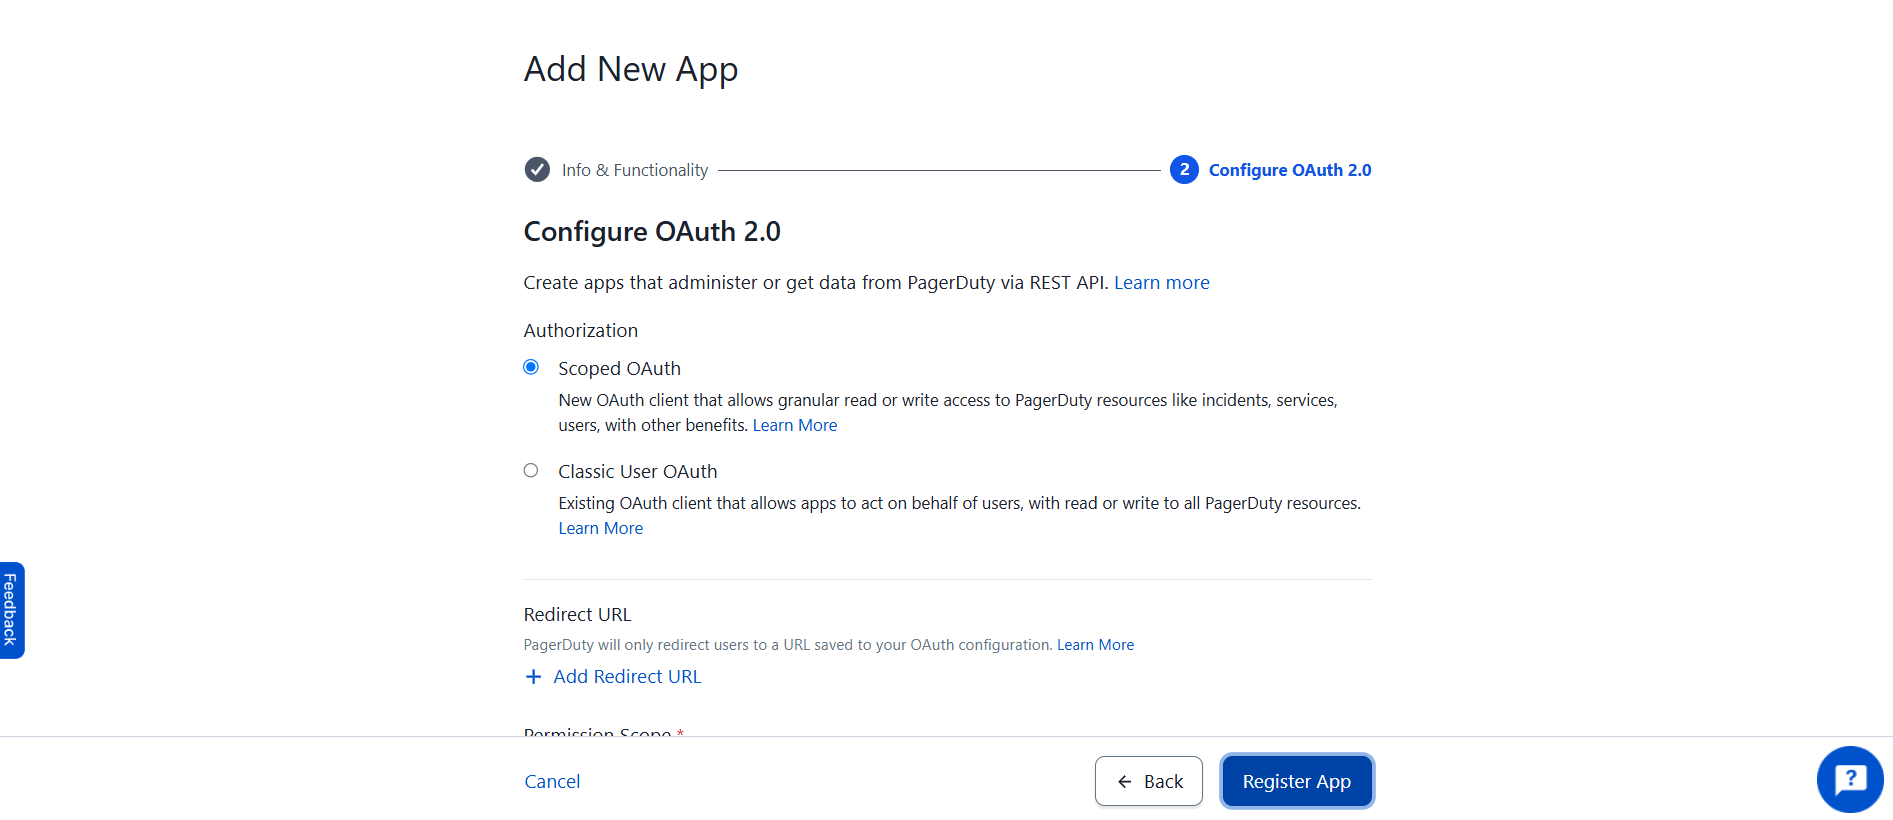 Add New App
Info & Functionality
2 Configure OAuth 2.0
Configure OAuth 2.0
Create apps that administer or get data from PagerDuty via REST API. Learn more
Authorization
Scoped OAuth
New OAuth client that allows granular read or write access to PagerDuty resources like incidents, services,
users, with other benefits. Learn More
Classic User OAuth
Existing OAuth client that allows apps to act on behalf of users, with read or write to all PagerDuty resources.
Learn More
Feedback
Redirect URL
PagerDuty will only redirect users to a URL saved to your OAuth configuration. Learn More
+ Add Redirect URL
Permission Scope *
Cancel
← Back
Register App
?